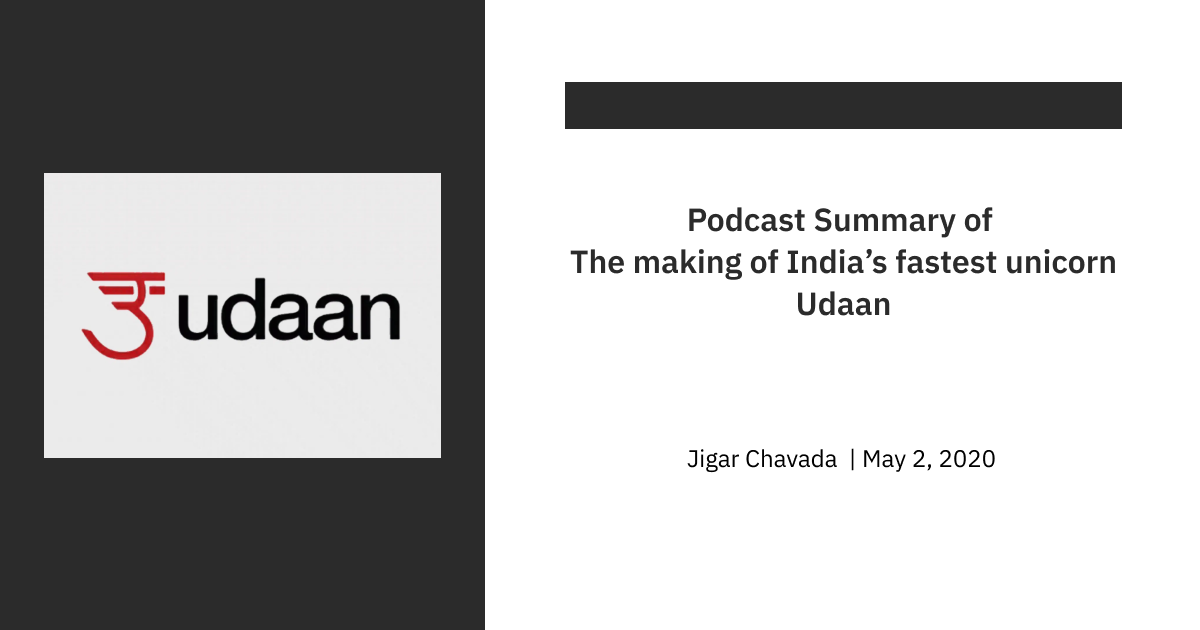 उ udaan
Podcast Summary of
The making of India’s fastest unicorn
Udaan
Jigar Chavada | May 2, 2020